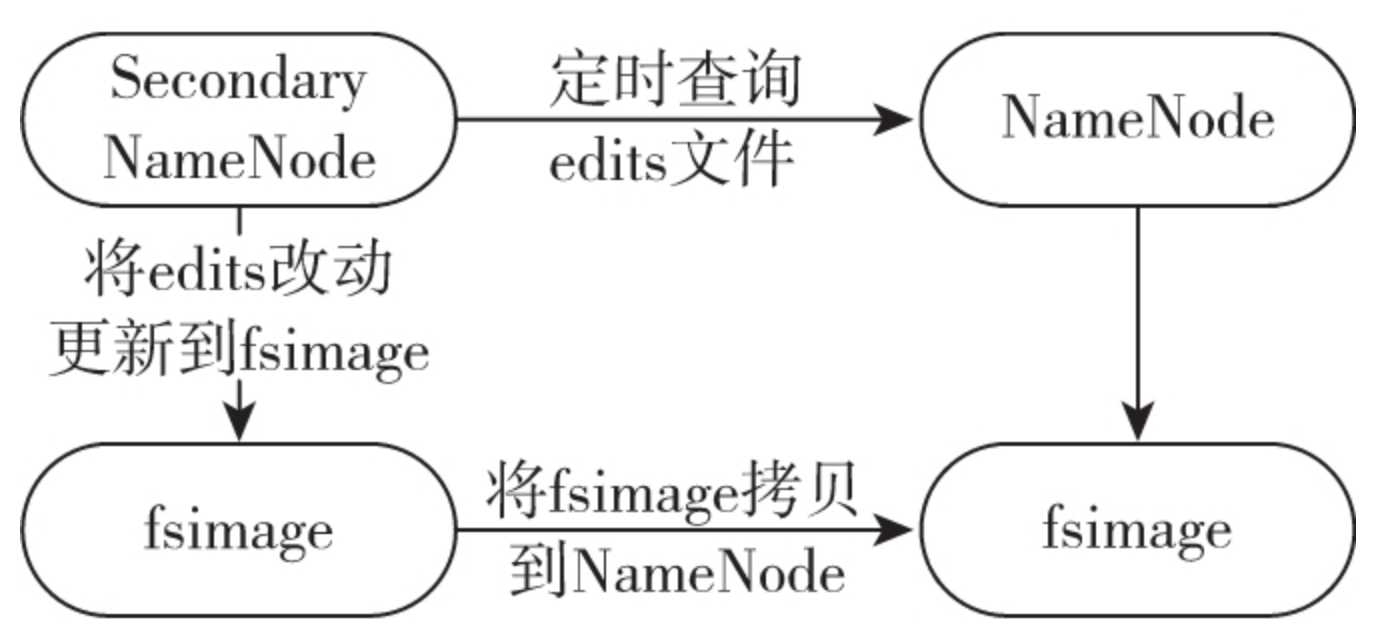 Secondary
NameNode
定时查询
edits文件
NameNode
将edits改动
更新到fsimage
fsimage
将fsimage拷贝
到NameNode
fsimage